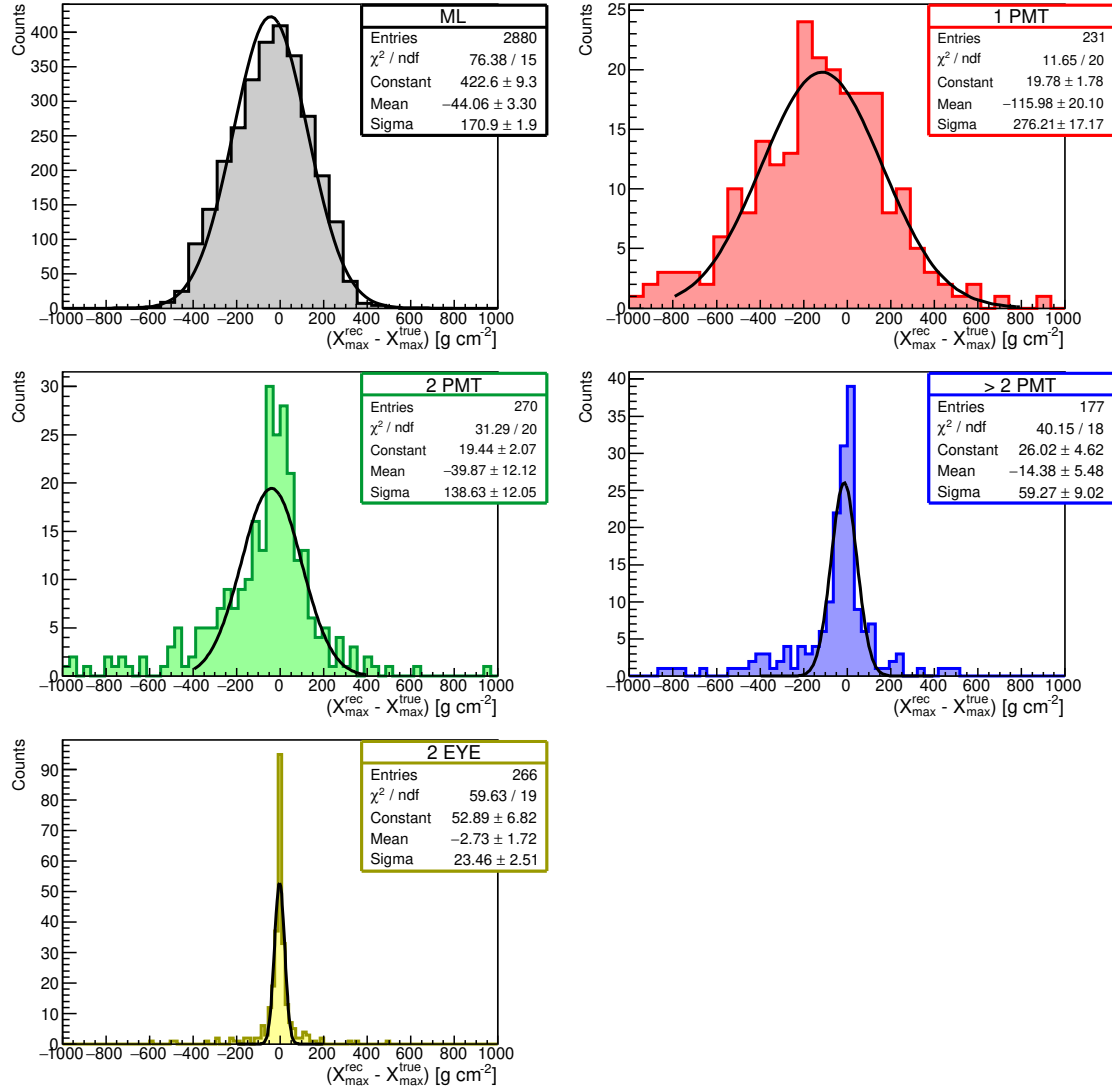 ML
Entries 2880
χ² / ndf 76.38 / 15
Constant 422.6 ± 9.3
Mean −44.06 ± 3.30
Sigma 170.9 ± 1.9
Counts
400
350
300
250
200
150
100
50
0
−1000 −800 −600 −400 −200 0 200 400 600 800 1000
(X^rec_max - X^true_max) [g cm^-2]
1 PMT
Entries 231
χ² / ndf 11.65 / 20
Constant 19.78 ± 1.78
Mean −115.98 ± 20.10
Sigma 276.21 ± 17.17
Counts
25
20
15
10
5
0
−1000 −800 −600 −400 −200 0 200 400 600 800 1000
(X^rec_max - X^true_max) [g cm^-2]
2 PMT
Entries 270
χ² / ndf 31.29 / 20
Constant 19.44 ± 2.07
Mean −39.87 ± 12.12
Sigma 138.63 ± 12.05
Counts
30
25
20
15
10
5
0
−1000 −800 −600 −400 −200 0 200 400 600 800 1000
(X^rec_max - X^true_max) [g cm^-2]
> 2 PMT
Entries 177
χ² / ndf 40.15 / 18
Constant 26.02 ± 4.62
Mean −14.38 ± 5.48
Sigma 59.27 ± 9.02
Counts
40
35
30
25
20
15
10
5
0
−1000 −800 −600 −400 −200 0 200 400 600 800 1000
(X^rec_max - X^true_max) [g cm^-2]
2 EYE
Entries 266
χ² / ndf 59.63 / 19
Constant 52.89 ± 6.82
Mean −2.73 ± 1.72
Sigma 23.46 ± 2.51
Counts
90
80
70
60
50
40
30
20
10
0
−1000 −800 −600 −400 −200 0 200 400 600 800 1000
(X^rec_max - X^true_max) [g cm^-2]